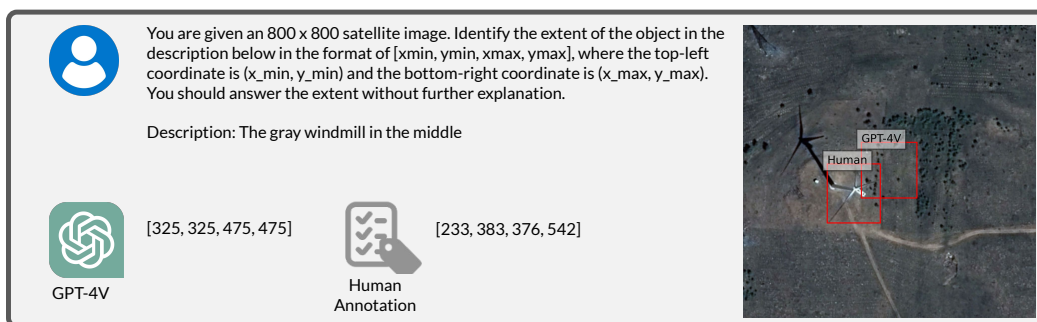 You are given an 800 x 800 satellite image. Identify the extent of the object in the
description below in the format of [xmin, ymin, xmax, ymax], where the top-left
coordinate is (x_min, y_min) and the bottom-right coordinate is (x_max, y_max).
You should answer the extent without further explanation.
Description: The gray windmill in the middle
GPT-4V
Human
[325, 325, 475, 475]
[233, 383, 376, 542]
GPT-4V
Human
Annotation